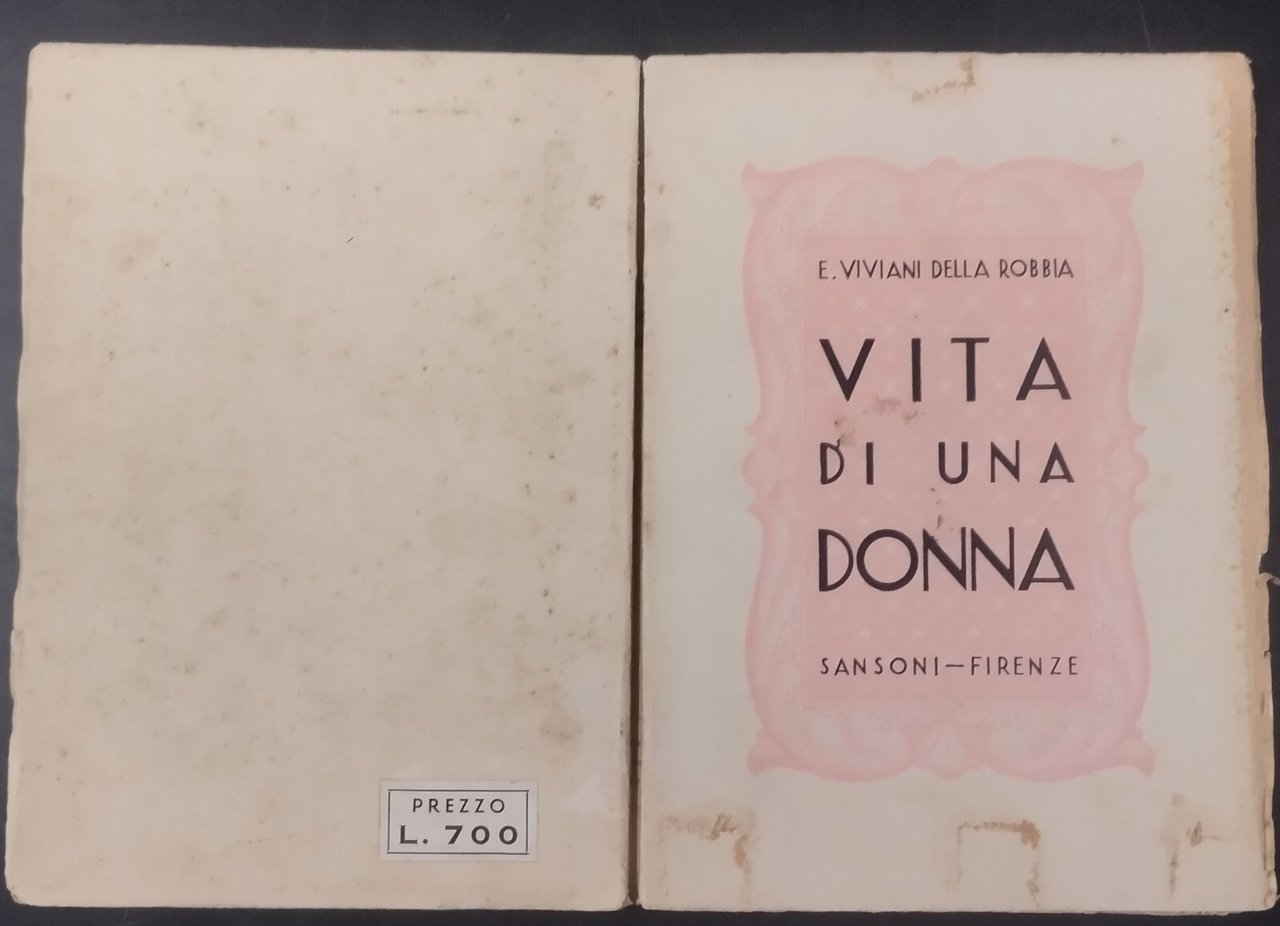 PREZZO
L. 700
E. VIVIANI DELLA ROBBIA
VITA
DI UNA
DONNA
SANSONI—FIRENZE